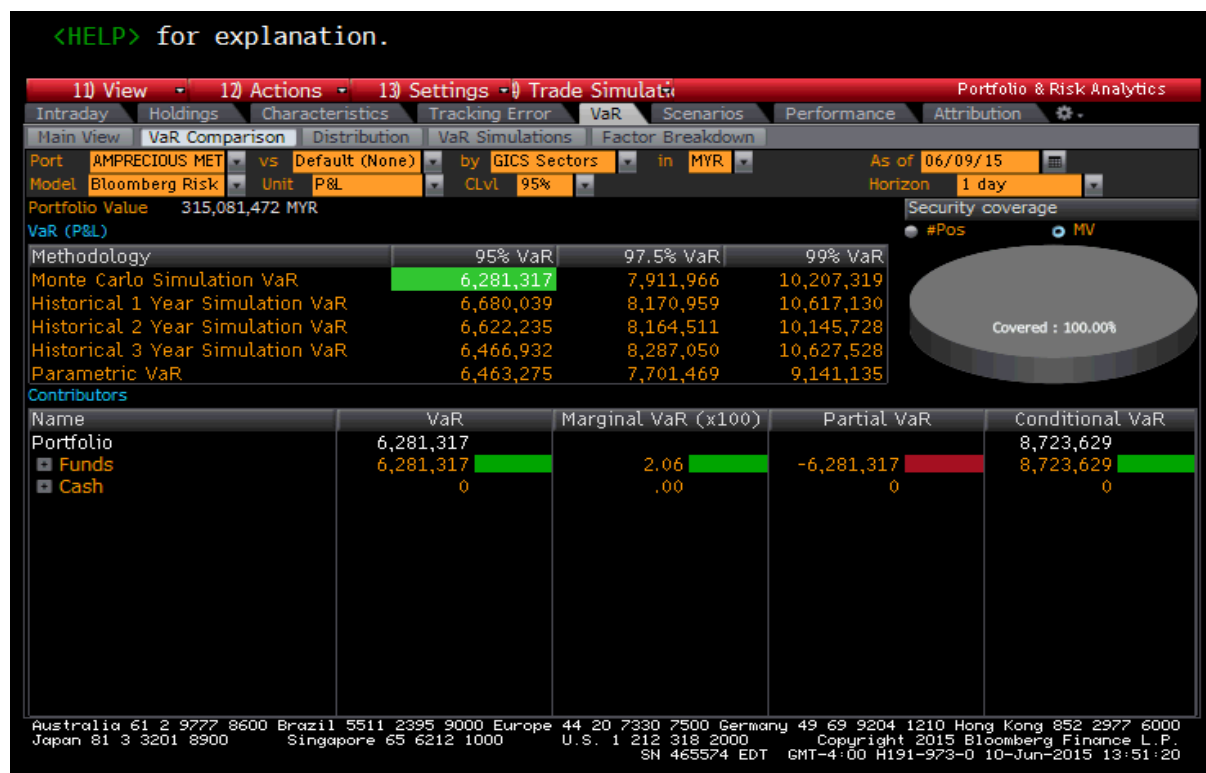 <HELP> for explanation.
11) View 12) Actions 13) Settings Trade Simulati Portfolio & Risk Analytics
Intraday Holdings Characteristics Tracking Error VaR Scenarios Performance Attribution
Main View VaR Comparison Distribution VaR Simulations Factor Breakdown
Port AMPRECIOUS MET vs Default (None) by GICS Sectors in MYR As of 06/09/15
Model Bloomberg Risk Unit P&L CLvl 95% Horizon 1 day
Portfolio Value 315,081,472 MYR Security coverage
VaR (P&L) #Pos MV
Methodology 95% VaR 97.5% VaR 99% VaR
Monte Carlo Simulation VaR 6,281,317 7,911,966 10,207,319
Historical 1 Year Simulation VaR 6,680,039 8,170,959 10,617,130
Historical 2 Year Simulation VaR 6,622,235 8,164,511 10,145,728
Covered : 100.00%
Historical 3 Year Simulation VaR 6,466,932 8,287,050 10,627,528
Parametric VaR 6,463,275 7,701,469 9,141,135
Contributors
Name VaR Marginal VaR (x100) Partial VaR Conditional VaR
Portfolio 6,281,317 8,723,629
Funds 6,281,317 2.06 -6,281,317 8,723,629
Cash 0 .00 0 0
Australia 61 2 9777 8600 Brazil 5511 2395 9000 Europe 44 20 7330 7500 Germany 49 69 9204 1210 Hong Kong 852 2977 6000
Japan 81 3 3201 8900 Singapore 65 6212 1000 U.S. 1 212 318 2000 Copyright 2015 Bloomberg Finance L.P.
SN 465574 EDT GMT-4:00 H191-973-0 10-Jun-2015 13:51:20